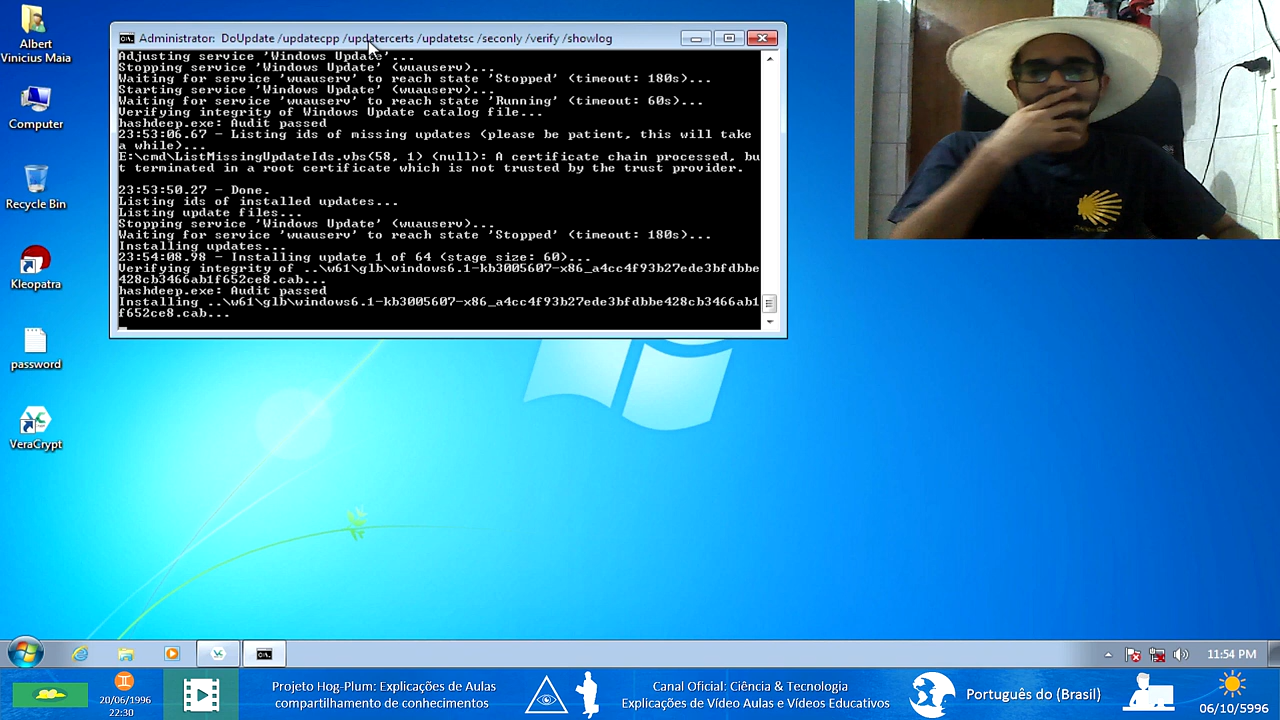 Albert
Vinicius Maia
Computer
Recycle Bin
Kleopatra
password
VeraCrypt
Administrator: DoUpdate /updatecpp /updatercerts /updatetsc /seconly /verify /showlog
Adjusting service 'Windows Update'...
Stopping service 'Windows Update' (wuauserv)...
Waiting for service 'wuauserv' to reach state 'Stopped' (timeout: 180s)...
Starting service 'Windows Update' (wuauserv)...
Waiting for service 'wuauserv' to reach state 'Running' (timeout: 60s)...
Verifying integrity of Windows Update catalog file...
hashdeep.exe: Audit passed
23:53:06.67 - Listing ids of missing updates (please be patient, this will take
a while)...
E:\cmd\ListMissingUpdateIds.vbs(58, 1) (null): A certificate chain processed, bu
t terminated in a root certificate which is not trusted by the trust provider.
23:53:50.27 - Done.
Listing ids of installed updates...
Listing update files...
Stopping service 'Windows Update' (wuauserv)...
Waiting for service 'wuauserv' to reach state 'Stopped' (timeout: 180s)...
Installing updates...
23:54:08.98 - Installing update 1 of 64 (stage size: 60)...
Verifying integrity of ..\w61\glb\windows6.1-kb3005607-x86_a4cc4f93b27ede3bfdbbe
428cb3466ab1f652ce8.cab...
hashdeep.exe: Audit passed
Installing ..\w61\glb\windows6.1-kb3005607-x86_a4cc4f93b27ede3bfdbbe428cb3466ab1
f652ce8.cab...
11:54 PM
20/06/1996
22:30
Projeto Hog-Plum: Explicações de Aulas
compartilhamento de conhecimentos
Canal Oficial: Ciência & Tecnologia
Explicações de Vídeo Aulas e Vídeos Educativos
Português do (Brasil)
06/10/5996